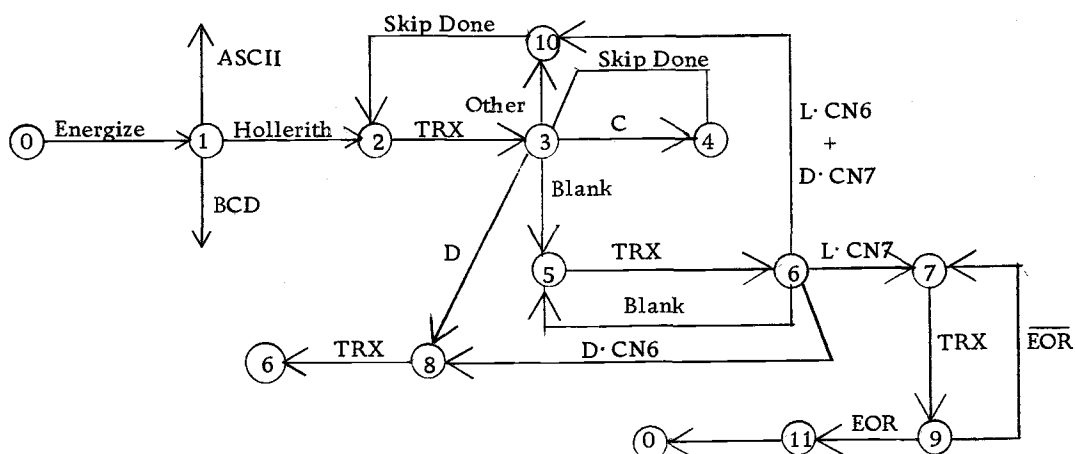 Skip Done
10
ASCII
Skip Done
Other
L· CN6
+
D· CN7
0
Energize
1
Hollerith
2
TRX
3
C
4
BCD
Blank
D
5
TRX
6
L· CN7
7
Blank
6
TRX
8
D· CN6
TRX
EOR
0
11
EOR
9